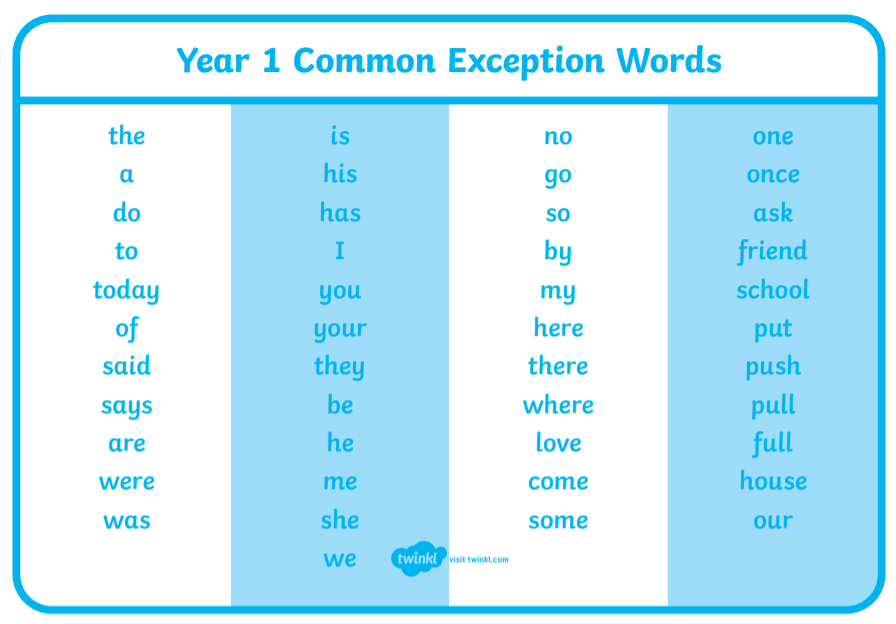 Year 1 Common Exception Words
the is no one
a his go once
do has so ask
to I by friend
today you my school
of your here put
said they there push
says be where pull
are he love full
were me come house
was she some our
we
twinkl visit twinkl.com